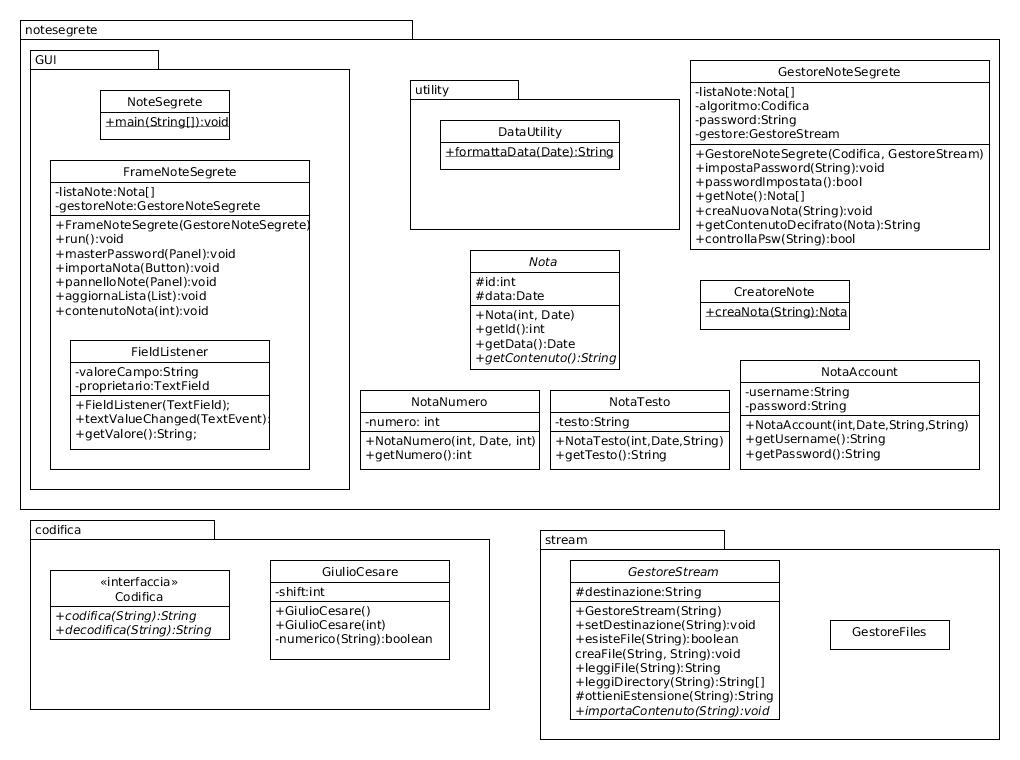 notesegrete
GUI
NoteSegrete
+main(String[]):void
FrameNoteSegrete
-listaNote:Nota[]
-gestoreNote:GestoreNoteSegrete
+FrameNoteSegrete(GestoreNoteSegrete)
+run():void
+masterPassword(Panel):void
+importaNota(Button):void
+pannelloNote(Panel):void
+aggiornaLista(List):void
+contenutoNota(int):void
FieldListener
-valoreCampo:String
-proprietario:TextField
+FieldListener(TextField);
+textValueChanged(TextEvent):
+getValore():String;
utility
DataUtility
+formattaData(Date):String
GestoreNoteSegrete
-listaNote:Nota[]
-algoritmo:Codifica
-password:String
-gestore:GestoreStream
+GestoreNoteSegrete(Codifica, GestoreStream)
+impostaPassword(String):void
+passwordImpostata():bool
+getNote():Nota[]
+creaNuovaNota(String):void
+getContenutoDecifrato(Nota):String
+controllaPsw(String):bool
Nota
#id:int
#data:Date
+Nota(int, Date)
+getId():int
+getData():Date
+getContenuto():String
CreatoreNote
+creaNota(String):Nota
NotaNumero
-numero: int
+NotaNumero(int, Date, int)
+getNumero():int
NotaTesto
-testo:String
+NotaTesto(int,Date,String)
+getTesto():String
NotaAccount
-username:String
-password:String
+NotaAccount(int,Date,String,String)
+getUsername():String
+getPassword():String
codifica
«interfaccia»
Codifica
+codifica(String):String
+decodifica(String):String
GiulioCesare
-shift:int
+GiulioCesare()
+GiulioCesare(int)
-numerico(String):boolean
stream
GestoreStream
#destinazione:String
+GestoreStream(String)
+setDestinazione(String):void
+esisteFile(String):boolean
creaFile(String, String):void
+leggiFile(String):String
+leggiDirectory(String):String[]
#ottieniEstensione(String):String
+importaContenuto(String):void
GestoreFiles